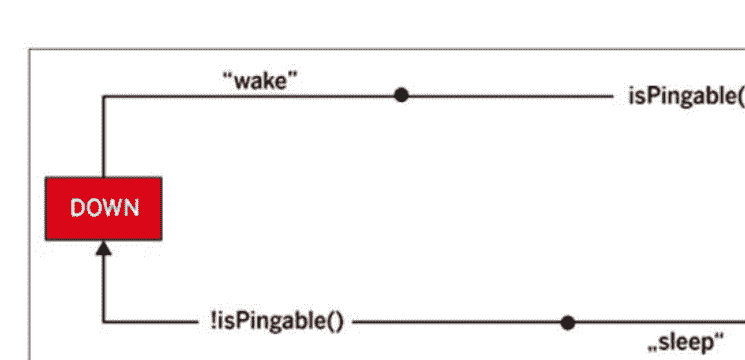 “wake”
isPingable(
DOWN
!isPingable()
„sleep“